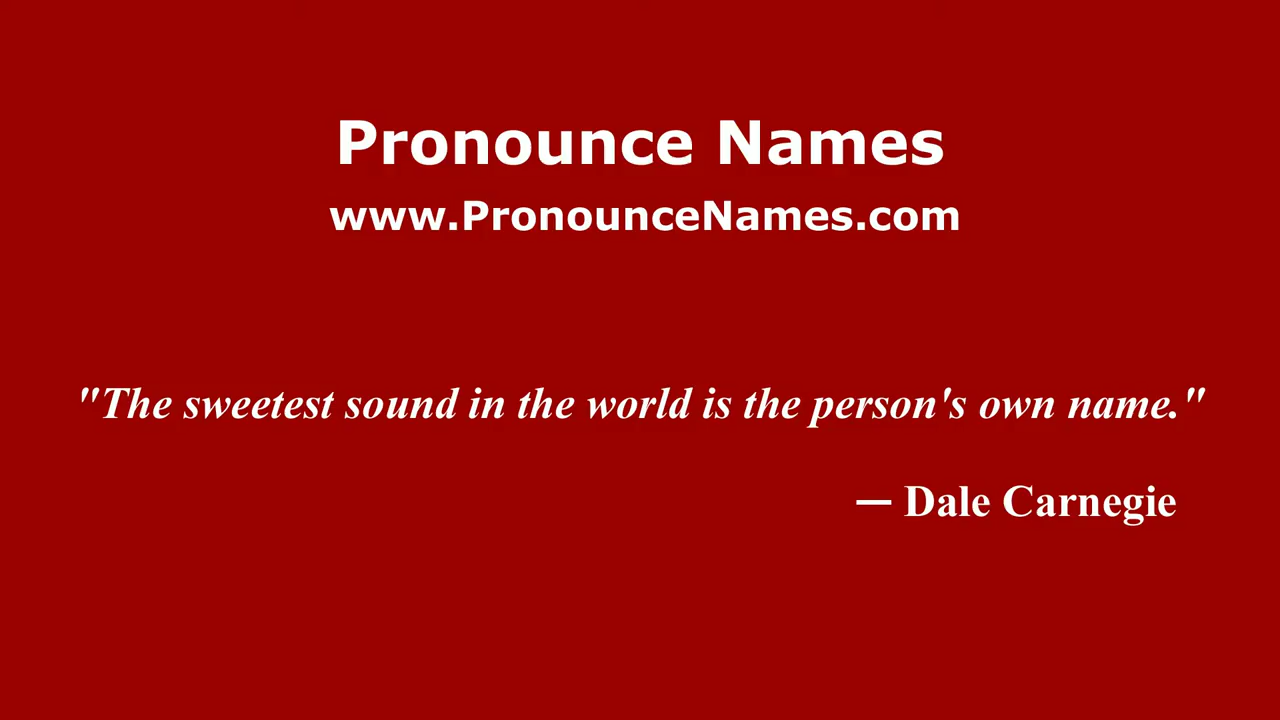 Pronounce Names
www.PronounceNames.com
"The sweetest sound in the world is the person's own name."
— Dale Carnegie